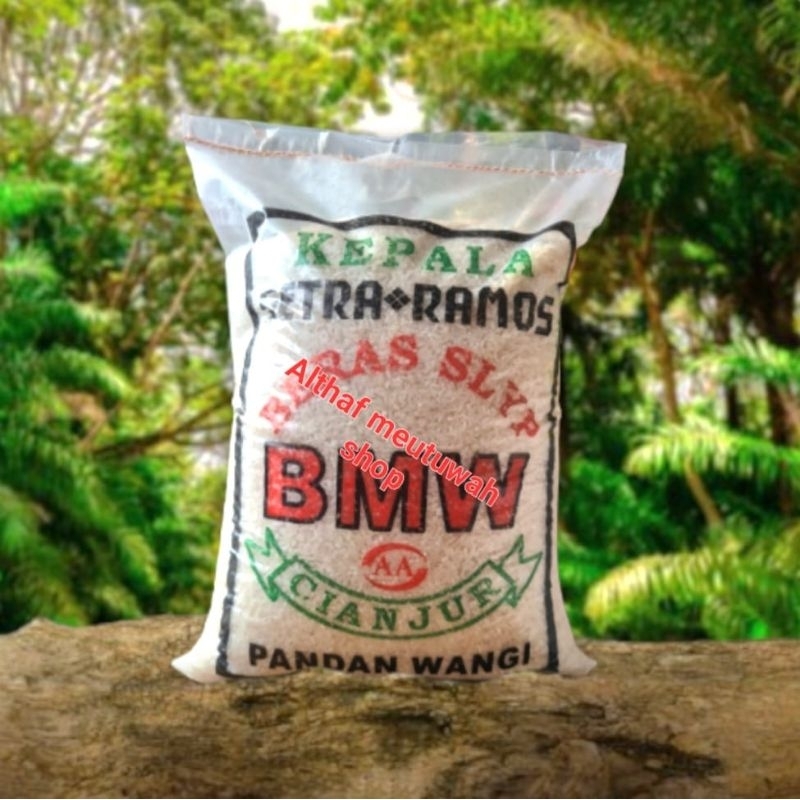 KEPALA
SETRA❖RAMOS
BERAS SLYP
Althaf meutuwah
shop
BMW
AA
CIANJUR
PANDAN WANGI